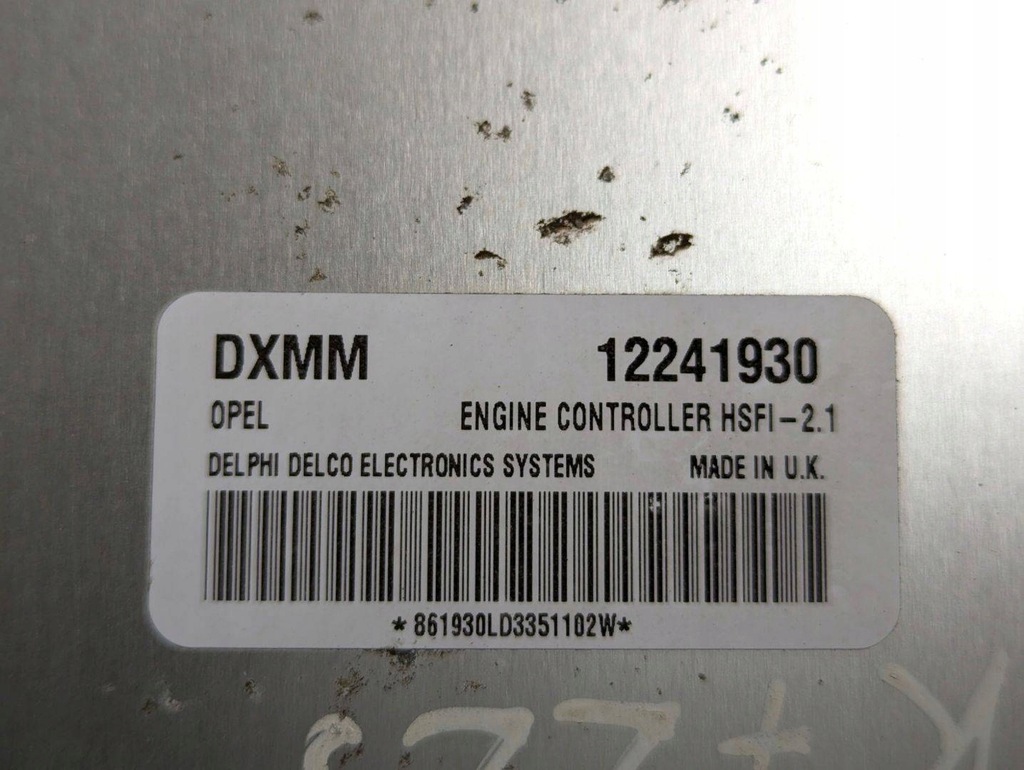 DXMM 12241930
OPEL ENGINE CONTROLLER HSFI-2.1
DELPHI DELCO ELECTRONICS SYSTEMS MADE IN U.K.
*861930LD3351102W*